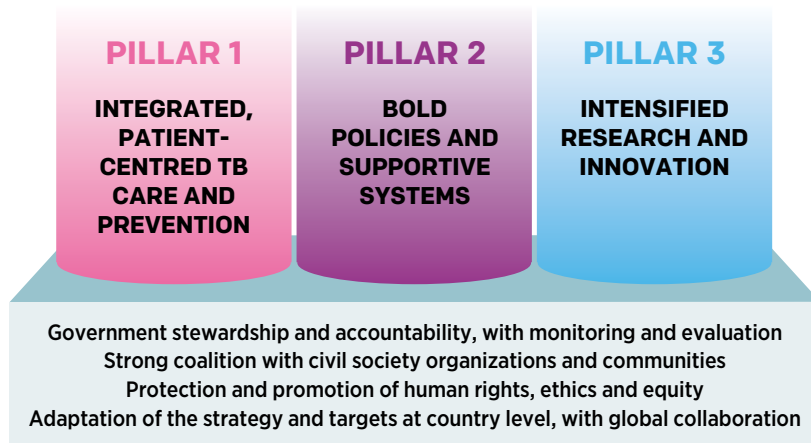 PILLAR 1
INTEGRATED,
PATIENT-
CENTRED TB
CARE AND
PREVENTION
PILLAR 2
BOLD
POLICIES AND
SUPPORTIVE
SYSTEMS
PILLAR 3
INTENSIFIED
RESEARCH AND
INNOVATION
Government stewardship and accountability, with monitoring and evaluation
Strong coalition with civil society organizations and communities
Protection and promotion of human rights, ethics and equity
Adaptation of the strategy and targets at country level, with global collaboration